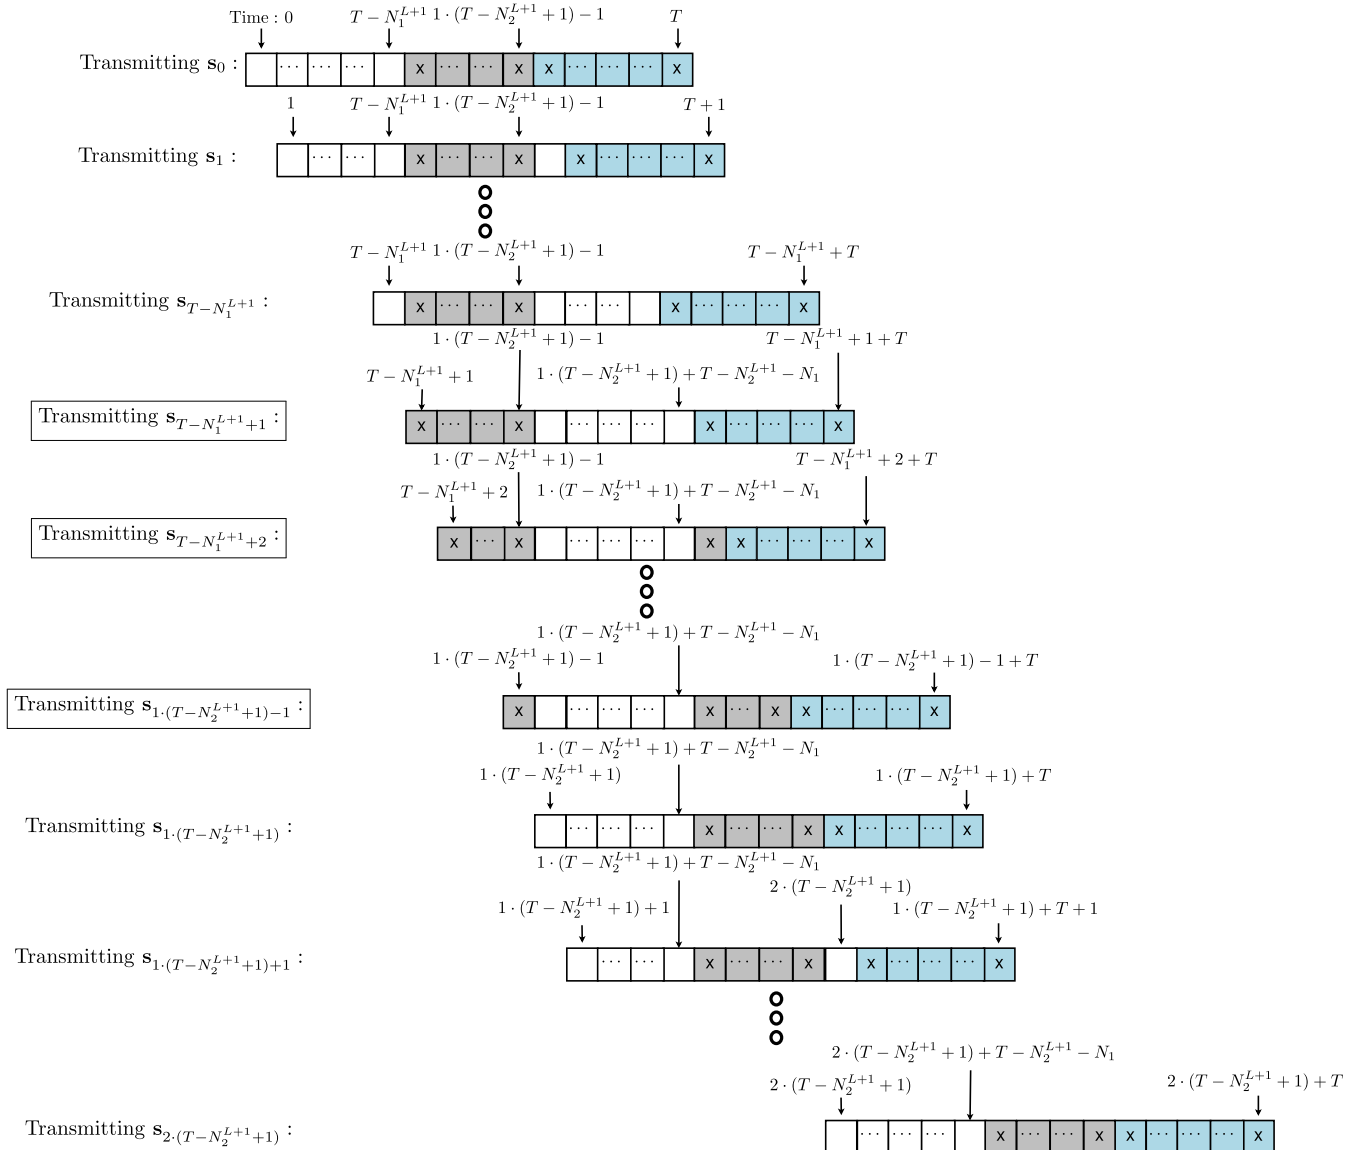 Time : 0 T − N_1^{L+1} 1 · (T − N_2^{L+1} + 1) − 1 T
Transmitting s_0 :
··· ··· ··· x ··· ··· x x ··· ··· ··· x
1 T − N_1^{L+1} 1 · (T − N_2^{L+1} + 1) − 1 T + 1
Transmitting s_1 :
··· ··· x ··· ··· x x ··· ··· ··· x
T − N_1^{L+1} 1 · (T − N_2^{L+1} + 1) − 1 T − N_1^{L+1} + T
Transmitting s_{T−N_1^{L+1}} :
x ··· ··· x ··· ··· x ··· ··· ··· x
1 · (T − N_2^{L+1} + 1) − 1 T − N_1^{L+1} + 1 + T
T − N_1^{L+1} + 1 1 · (T − N_2^{L+1} + 1) + T − N_2^{L+1} − N_1
Transmitting s_{T−N_1^{L+1}+1} :
x ··· ··· x ··· ··· ··· x ··· ··· ··· x
1 · (T − N_2^{L+1} + 1) − 1 T − N_1^{L+1} + 2 + T
T − N_1^{L+1} + 2 1 · (T − N_2^{L+1} + 1) + T − N_2^{L+1} − N_1
Transmitting s_{T−N_1^{L+1}+2} :
x ··· x ··· ··· ··· x x ··· ··· ··· x
1 · (T − N_2^{L+1} + 1) + T − N_2^{L+1} − N_1
1 · (T − N_2^{L+1} + 1) − 1 1 · (T − N_2^{L+1} + 1) − 1 + T
Transmitting s_{1·(T−N_2^{L+1}+1)−1} :
x ··· ··· ··· x ··· x x ··· ··· ··· x
1 · (T − N_2^{L+1} + 1) + T − N_2^{L+1} − N_1
1 · (T − N_2^{L+1} + 1) 1 · (T − N_2^{L+1} + 1) + T
Transmitting s_{1·(T−N_2^{L+1}+1)} :
··· ··· ··· x ··· ··· x x ··· ··· ··· x
1 · (T − N_2^{L+1} + 1) + T − N_2^{L+1} − N_1
2 · (T − N_2^{L+1} + 1)
1 · (T − N_2^{L+1} + 1) + 1 1 · (T − N_2^{L+1} + 1) + T + 1
Transmitting s_{1·(T−N_2^{L+1}+1)+1} :
··· ··· x ··· ··· x x ··· ··· ··· x
2 · (T − N_2^{L+1} + 1) + T − N_2^{L+1} − N_1
2 · (T − N_2^{L+1} + 1) 2 · (T − N_2^{L+1} + 1) + T
Transmitting s_{2·(T−N_2^{L+1}+1)} :
··· ··· ··· x ··· ··· x x ··· ··· ··· x